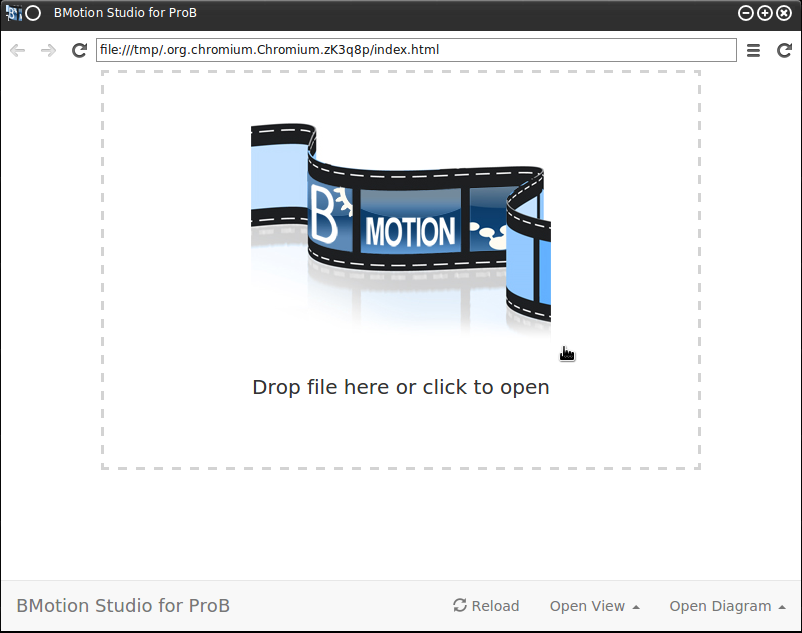 BMotion Studio for ProB
file:///tmp/.org.chromium.Chromium.zK3q8p/index.html
B MOTION
Drop file here or click to open
BMotion Studio for ProB Reload Open View Open Diagram